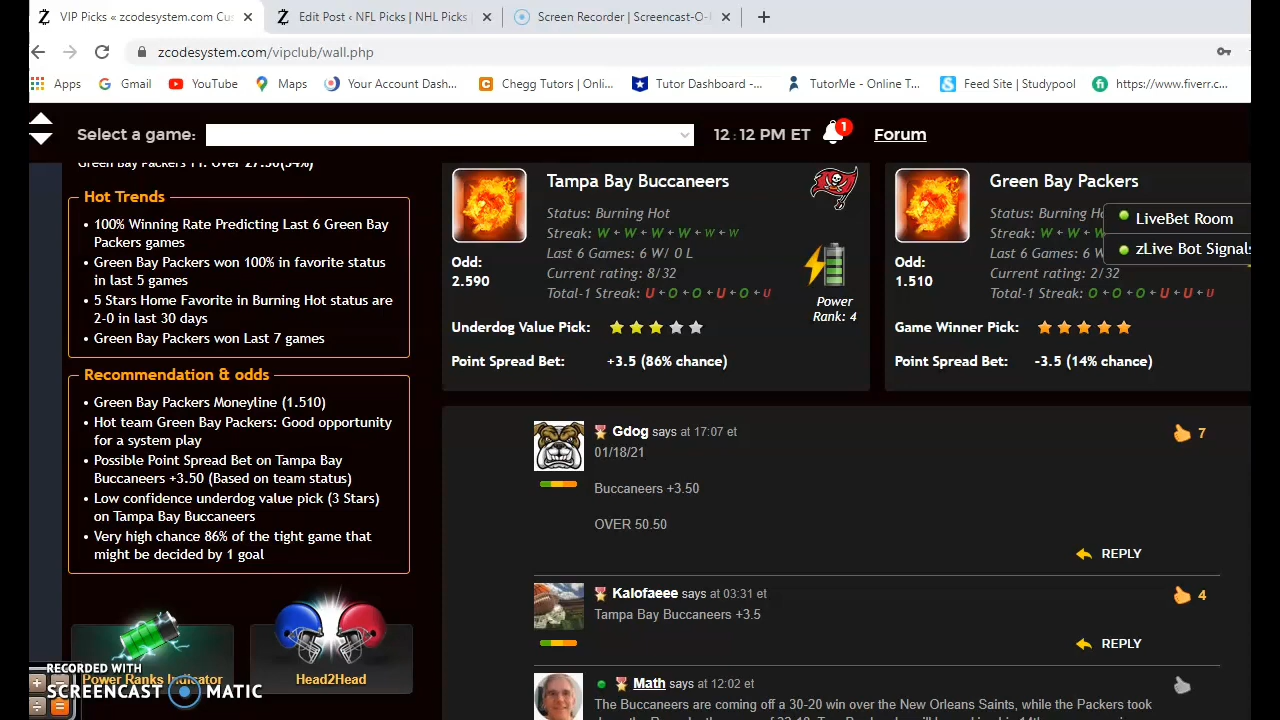 VIP Picks « zcodesystem.com Cu
Edit Post ‹ NFL Picks | NHL Picks
Screen Recorder | Screencast-O-
zcodesystem.com/vipclub/wall.php
Apps
Gmail
YouTube
Maps
Your Account Dash...
Chegg Tutors | Onli...
Tutor Dashboard -...
TutorMe - Online T...
Feed Site | Studypool
https://www.fiverr.c...
Select a game:
12:12 PM ET
1
Forum
Hot Trends
100% Winning Rate Predicting Last 6 Green Bay
Packers games
Green Bay Packers won 100% in favorite status
in last 5 games
5 Stars Home Favorite in Burning Hot status are
2-0 in last 30 days
Green Bay Packers won Last 7 games
Recommendation & odds
Green Bay Packers Moneyline (1.510)
Hot team Green Bay Packers: Good opportunity
for a system play
Possible Point Spread Bet on Tampa Bay
Buccaneers +3.50 (Based on team status)
Low confidence underdog value pick (3 Stars)
on Tampa Bay Buccaneers
Very high chance 86% of the tight game that
might be decided by 1 goal
Power Ranks Indicator
Head2Head
RECORDED WITH
SCREENCAST MATIC
Tampa Bay Buccaneers
Status: Burning Hot
Streak: W ← W ← W ← W ← W ← W
Last 6 Games: 6 W/ 0 L
Current rating: 8/32
Total-1 Streak: U ← O ← O ← U ← O ← U
Odd:
2.590
Power
Rank: 4
Underdog Value Pick:
Point Spread Bet: +3.5 (86% chance)
Green Bay Packers
Status: Burning H
Streak: W ← W ← W
Last 6 Games: 6 W
Current rating: 2/32
Total-1 Streak: O ← O ← O ← U ← U ← U
Odd:
1.510
Game Winner Pick:
Point Spread Bet: -3.5 (14% chance)
LiveBet Room
zLive Bot Signals
Gdog says at 17:07 et
7
01/18/21
Buccaneers +3.50
OVER 50.50
REPLY
Kalofaeee says at 03:31 et
4
Tampa Bay Buccaneers +3.5
REPLY
Math says at 12:02 et
The Buccaneers are coming off a 30-20 win over the New Orleans Saints, while the Packers took